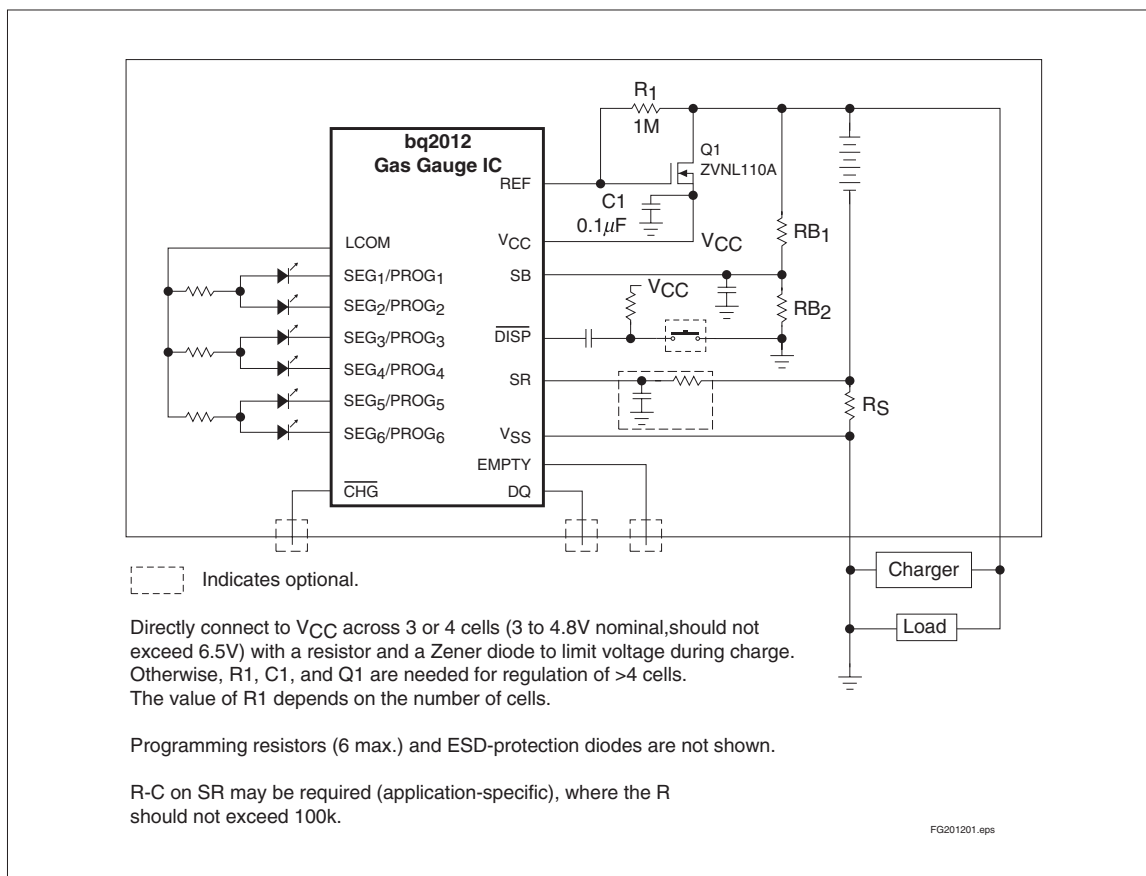 bq2012
Gas Gauge IC
R1
1M
Q1
ZVNL110A
REF
C1
0.1µF
VCC
VCC
LCOM
SEG1/PROG1
SEG2/PROG2
SEG3/PROG3
SEG4/PROG4
SEG5/PROG5
SEG6/PROG6
CHG
SB
VCC
DISP
SR
VSS
EMPTY
DQ
RB1
RB2
RS
Charger
Load
Indicates optional.
Directly connect to VCC across 3 or 4 cells (3 to 4.8V nominal,should not
exceed 6.5V) with a resistor and a Zener diode to limit voltage during charge.
Otherwise, R1, C1, and Q1 are needed for regulation of >4 cells.
The value of R1 depends on the number of cells.
Programming resistors (6 max.) and ESD-protection diodes are not shown.
R-C on SR may be required (application-specific), where the R
should not exceed 100k.
FG201201.eps